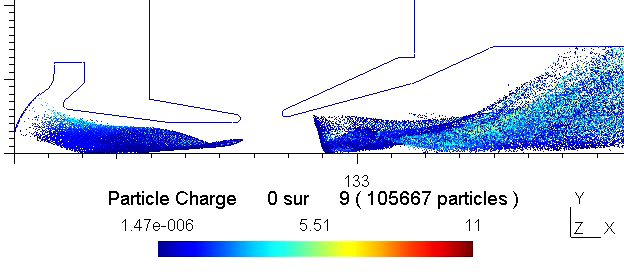 133
Particle Charge 0 sur 9 ( 105667 particles )
1.47e-006 5.51 11
Y
Z X